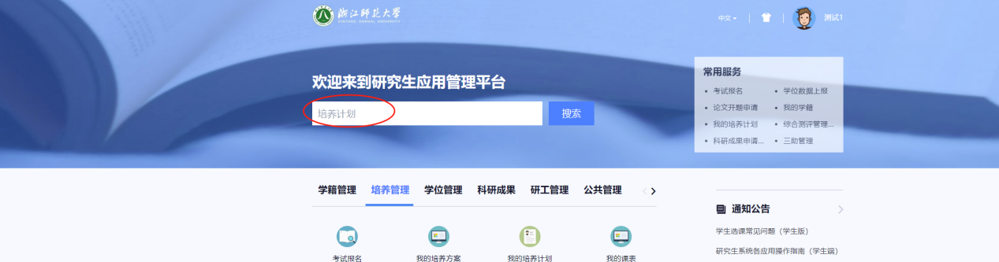 浙江师范大学
ZHEJIANG NORMAL UNIVERSITY
中文
测试1
欢迎来到研究生应用管理平台
培养计划
搜索
常用服务
考试报名
学位数据上报
论文开题申请
我的学籍
我的培养计划
综合测评管理...
科研成果申请...
三助管理
学籍管理 培养管理 学位管理 科研成果 研工管理 公共管理
考试报名 我的培养方案 我的培养计划 我的课表
通知公告
学生选课常见问题（学生版）
研究生系统各应用操作指南（学生端）